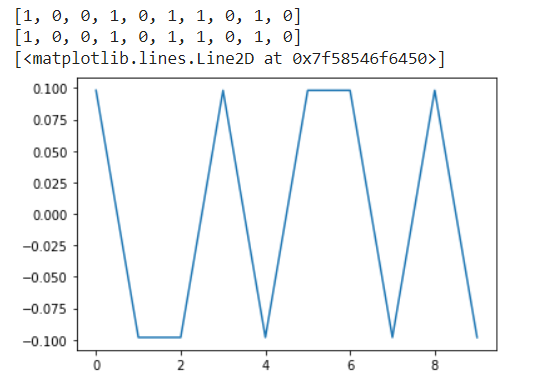 [1, 0, 0, 1, 0, 1, 1, 0, 1, 0]
[1, 0, 0, 1, 0, 1, 1, 0, 1, 0]
[<matplotlib.lines.Line2D at 0x7f58546f6450>]
0.100
0.075
0.050
0.025
0.000
−0.025
−0.050
−0.075
−0.100
0 2 4 6 8